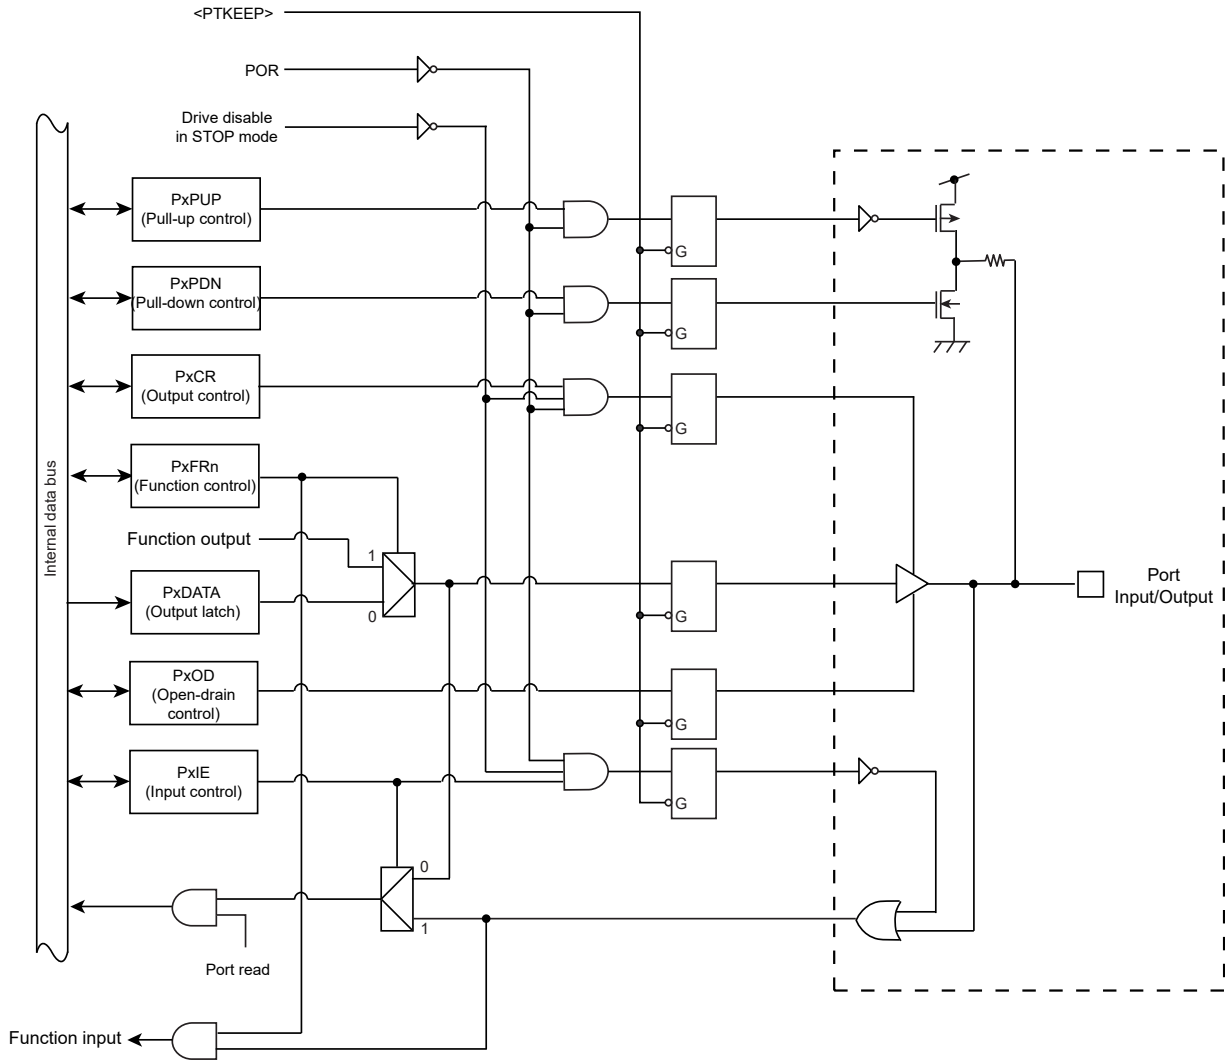 <PTKEEP>
POR
Drive disable
in STOP mode
PxPUP
(Pull-up control)
G
PxPDN
(Pull-down control)
G
PxCR
(Output control)
G
PxFRn
(Function control)
Internal data bus
Function output
1
PxDATA
(Output latch)
0
G
Port
Input/Output
PxOD
(Open-drain
control)
G
PxIE
(Input control)
G
0
1
Port read
Function input